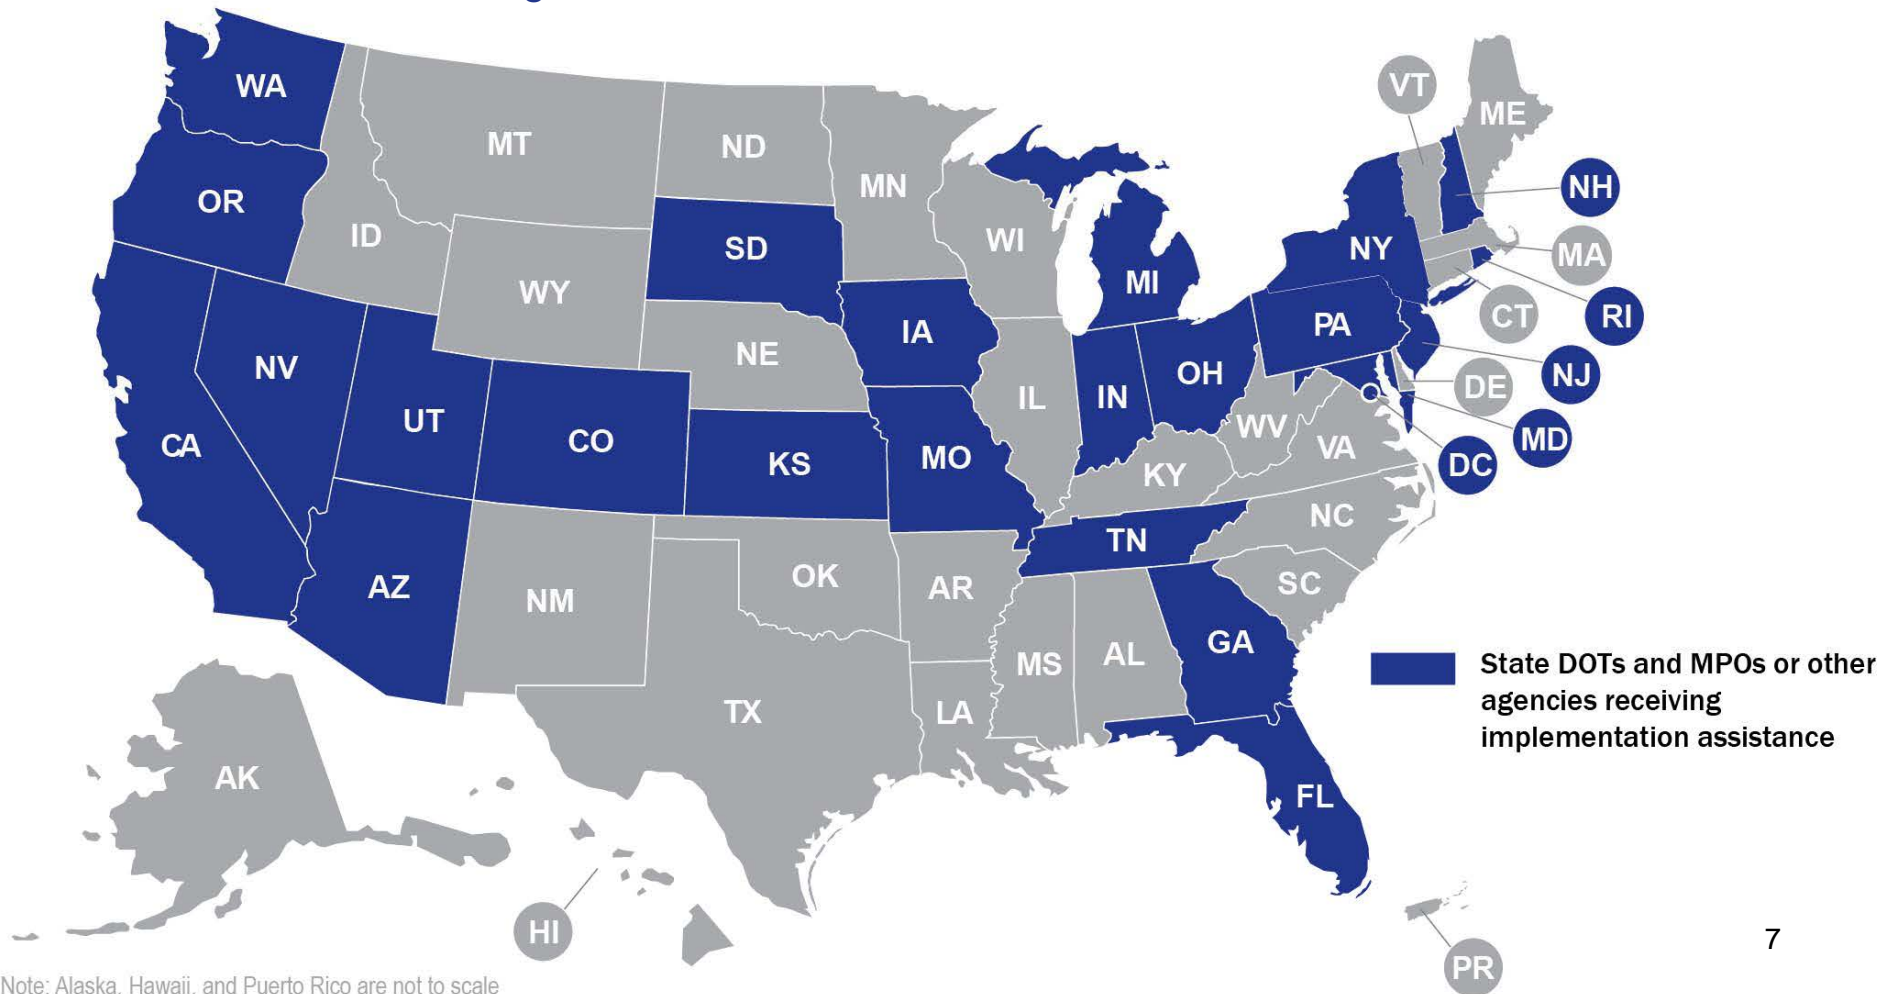 WA
MT
ND
MN
VT
ME
OR
ID
SD
WI
NY
NH
WY
MI
MA
NV
NE
IA
PA
CT
RI
CA
UT
CO
KS
MO
IL
IN
OH
WV
VA
DE
NJ
MD
DC
KY
NC
TN
AZ
NM
OK
AR
SC
MS
AL
GA
TX
LA
FL
State DOTs and MPOs or other
agencies receiving
implementation assistance
AK
HI
PR
7
Note: Alaska, Hawaii, and Puerto Rico are not to scale